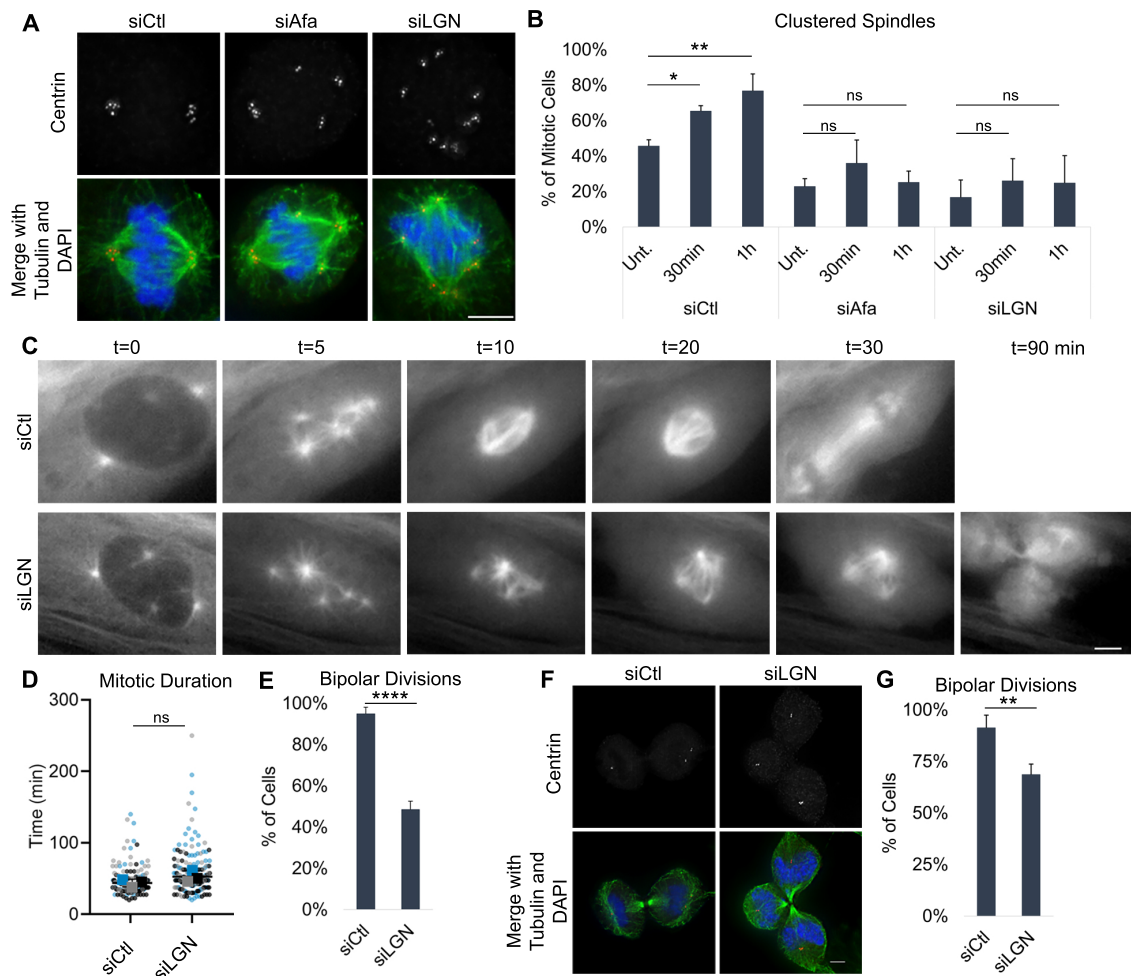 A
siCtl
siAfa
siLGN
Centrin
Merge with
Tubulin and
DAPI
B
Clustered Spindles
% of Mitotic Cells
100%
80%
60%
40%
20%
0%
*
**
ns
ns
ns
ns
Unt.
30min
1h
Unt.
30min
1h
Unt.
30min
1h
siCtl
siAfa
siLGN
C
t=0
t=5
t=10
t=20
t=30
t=90 min
siCtl
siLGN
D
Mitotic Duration
Time (min)
300
200
100
0
ns
siCtl
siLGN
E
Bipolar Divisions
% of Cells
100%
80%
60%
40%
20%
0%
****
siCtl
siLGN
F
siCtl
siLGN
Centrin
Merge with
Tubulin and
DAPI
G
Bipolar Divisions
% of Cells
100%
75%
50%
25%
0%
**
siCtl
siLGN